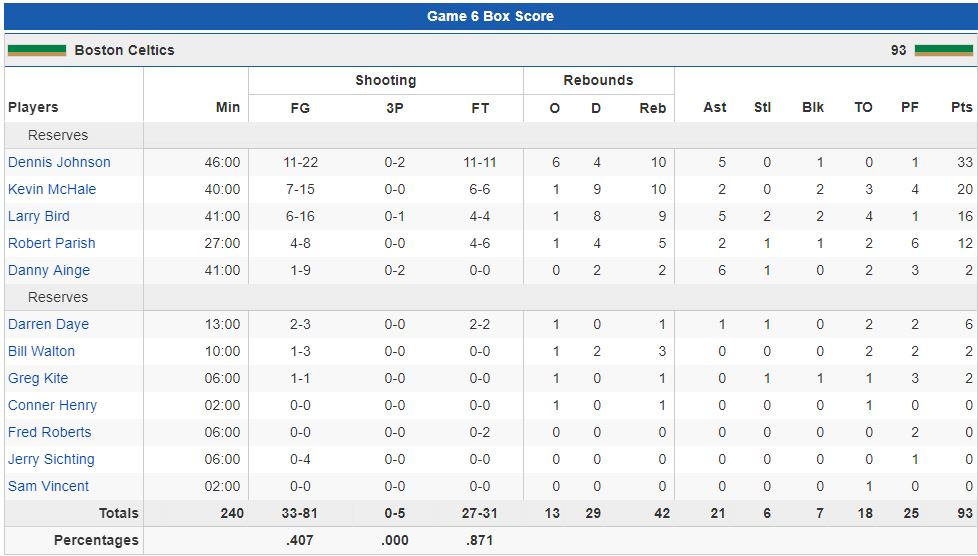 Game 6 Box Score
Boston Celtics 93
Shooting Rebounds
Players Min FG 3P FT O D Reb Ast Stl Blk TO PF Pts
Reserves
Dennis Johnson 46:00 11-22 0-2 11-11 6 4 10 5 0 1 0 1 33
Kevin McHale 40:00 7-15 0-0 6-6 1 9 10 2 0 2 3 4 20
Larry Bird 41:00 6-16 0-1 4-4 1 8 9 5 2 2 4 1 16
Robert Parish 27:00 4-8 0-0 4-6 1 4 5 2 1 1 2 6 12
Danny Ainge 41:00 1-9 0-2 0-0 0 2 2 6 1 0 2 3 2
Reserves
Darren Daye 13:00 2-3 0-0 2-2 1 0 1 1 1 0 2 2 6
Bill Walton 10:00 1-3 0-0 0-0 1 2 3 0 0 0 2 2 2
Greg Kite 06:00 1-1 0-0 0-0 1 0 1 0 1 1 1 3 2
Conner Henry 02:00 0-0 0-0 0-0 1 0 1 0 0 0 1 0 0
Fred Roberts 06:00 0-0 0-0 0-2 0 0 0 0 0 0 0 2 0
Jerry Sichting 06:00 0-4 0-0 0-0 0 0 0 0 0 0 0 1 0
Sam Vincent 02:00 0-0 0-0 0-0 0 0 0 0 0 0 1 0 0
Totals 240 33-81 0-5 27-31 13 29 42 21 6 7 18 25 93
Percentages .407 .000 .871